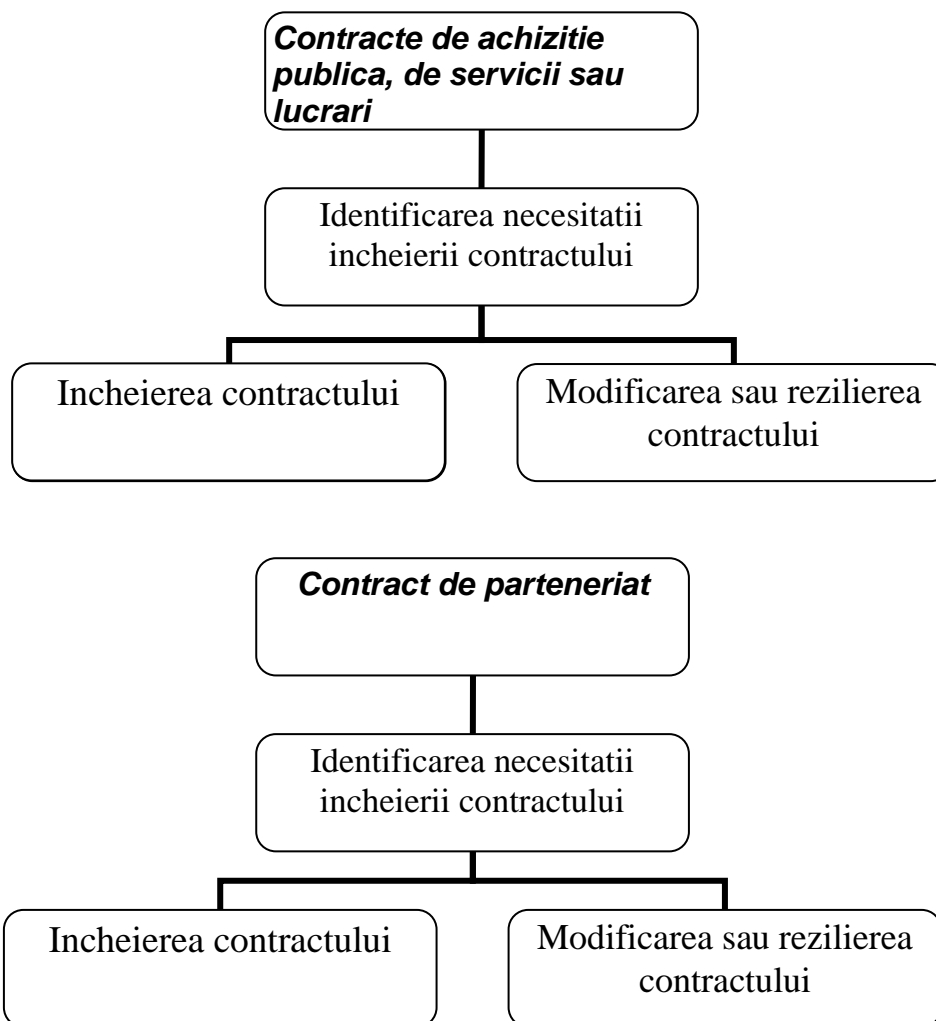 Contracte de achizitie
publica, de servicii sau
lucrari
Identificarea necesitatii
incheierii contractului
Incheierea contractului
Modificarea sau rezilierea
contractului
Contract de parteneriat
Identificarea necesitatii
incheierii contractului
Incheierea contractului
Modificarea sau rezilierea
contractului